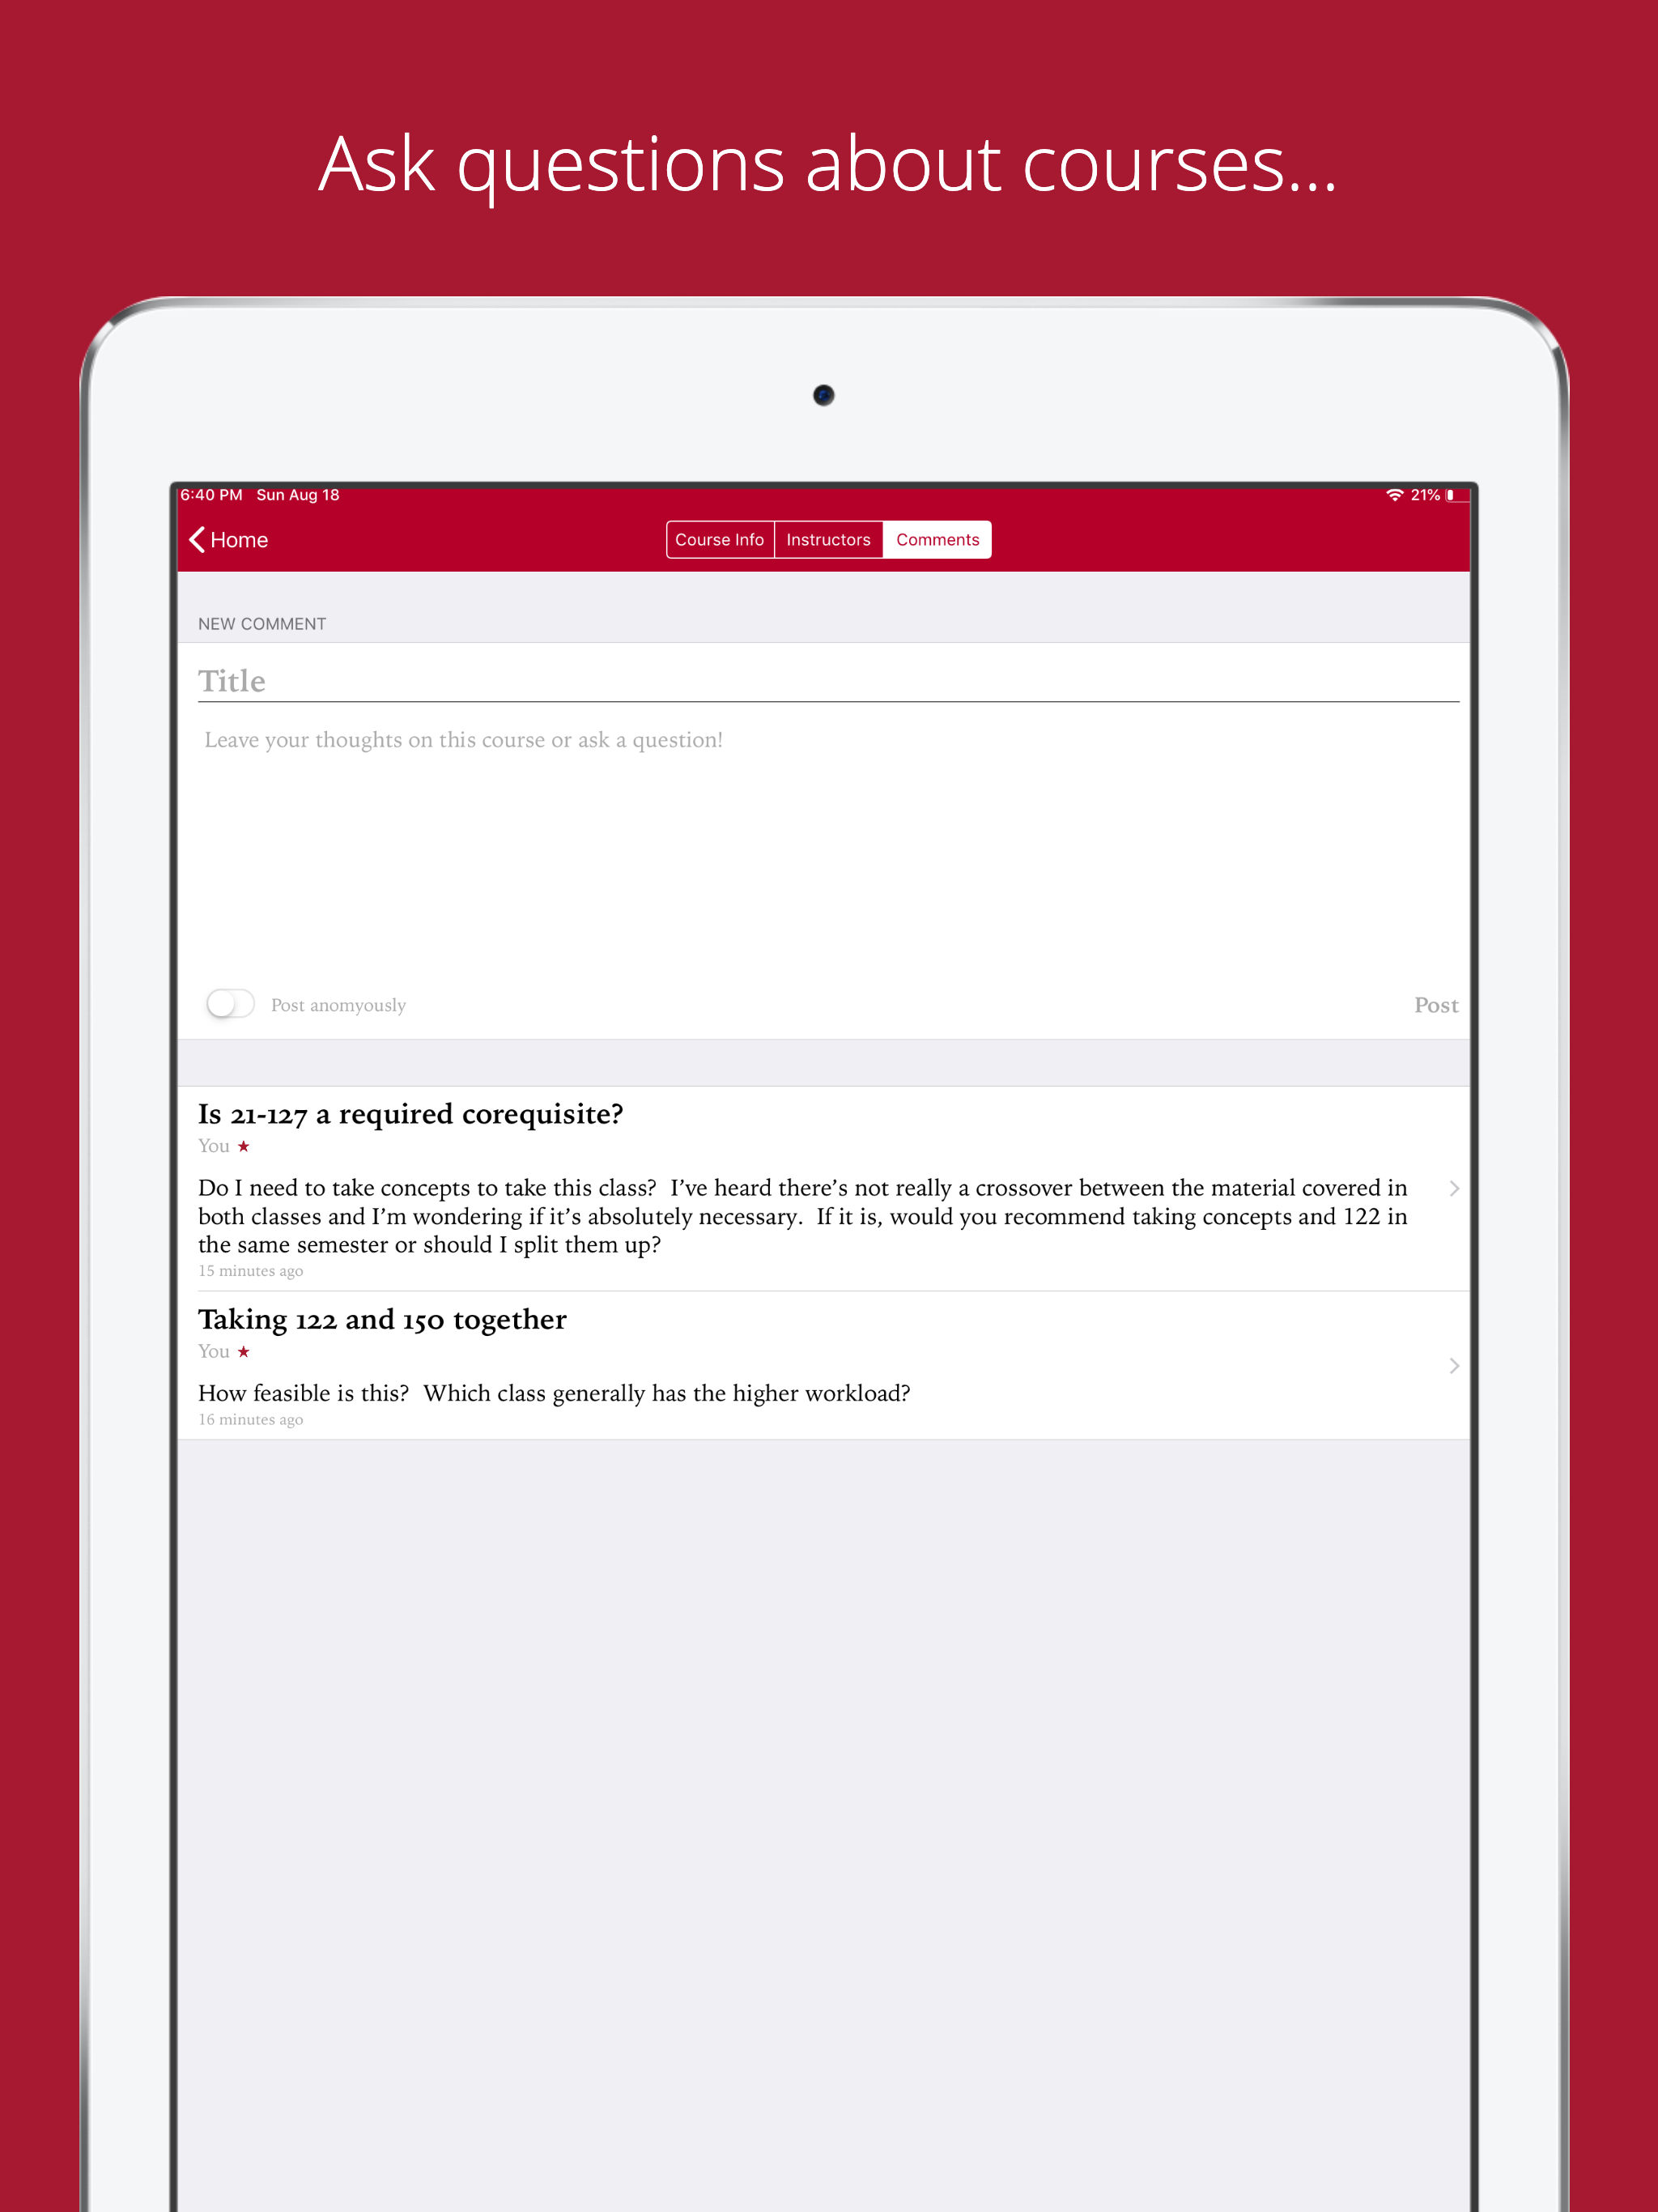 Ask questions about courses...
6:40 PM Sun Aug 18
21%
Home
Course Info
Instructors
Comments
NEW COMMENT
Title
Leave your thoughts on this course or ask a question!
Post anomyously
Post
Is 21-127 a required corequisite?
You ★
Do I need to take concepts to take this class? I’ve heard there’s not really a crossover between the material covered in
both classes and I’m wondering if it’s absolutely necessary. If it is, would you recommend taking concepts and 122 in
the same semester or should I split them up?
15 minutes ago
Taking 122 and 150 together
You ★
How feasible is this? Which class generally has the higher workload?
16 minutes ago